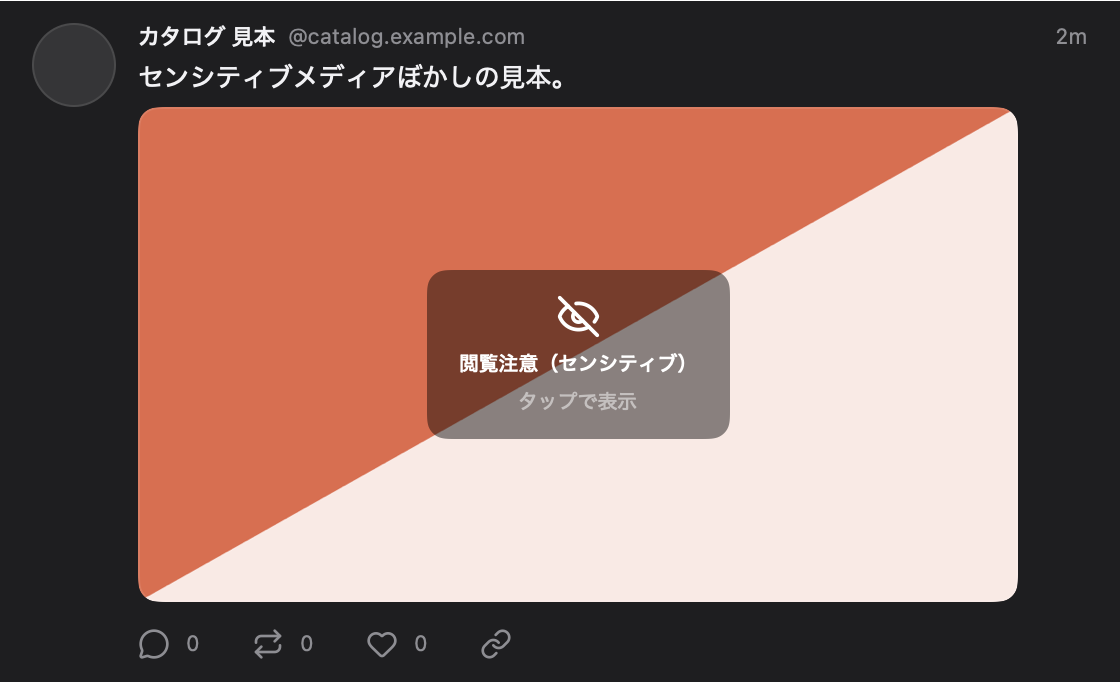 カタログ 見本 @catalog.example.com 2m
センシティブメディアぼかしの見本。
閲覧注意（センシティブ）
タップで表示
0 0 0